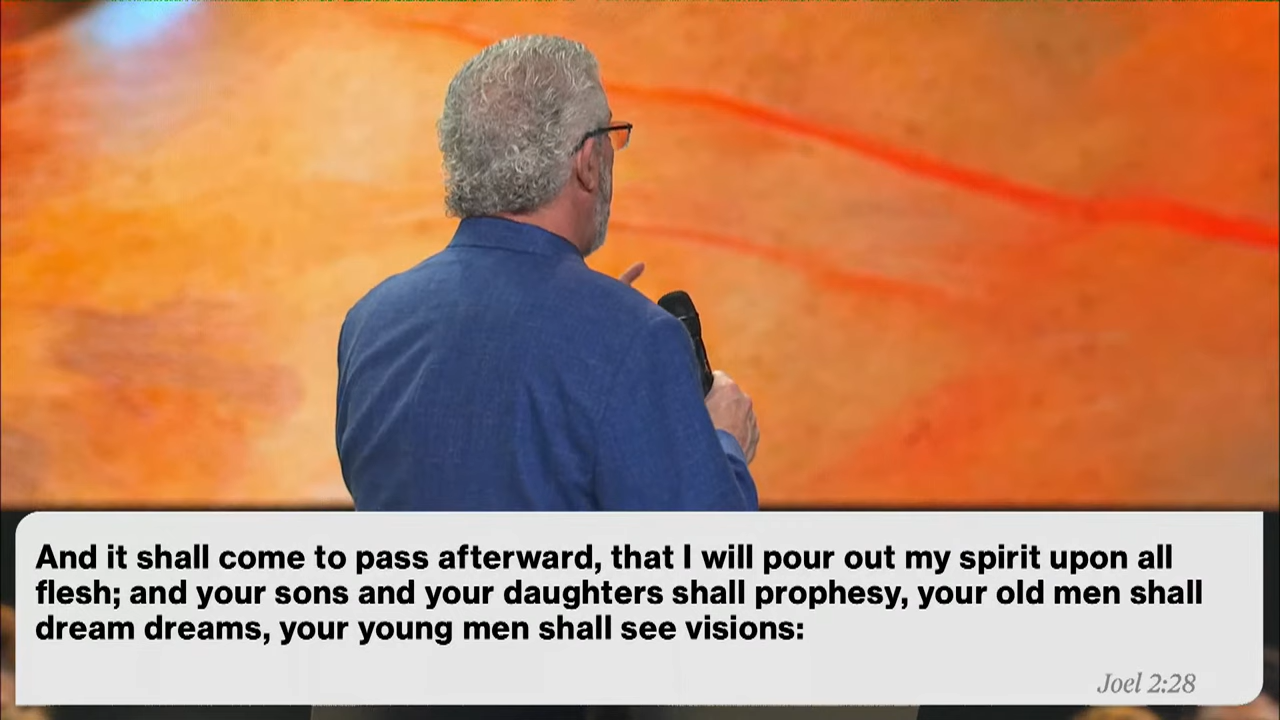 And it shall come to pass afterward, that I will pour out my spirit upon all
flesh; and your sons and your daughters shall prophesy, your old men shall
dream dreams, your young men shall see visions:
Joel 2:28